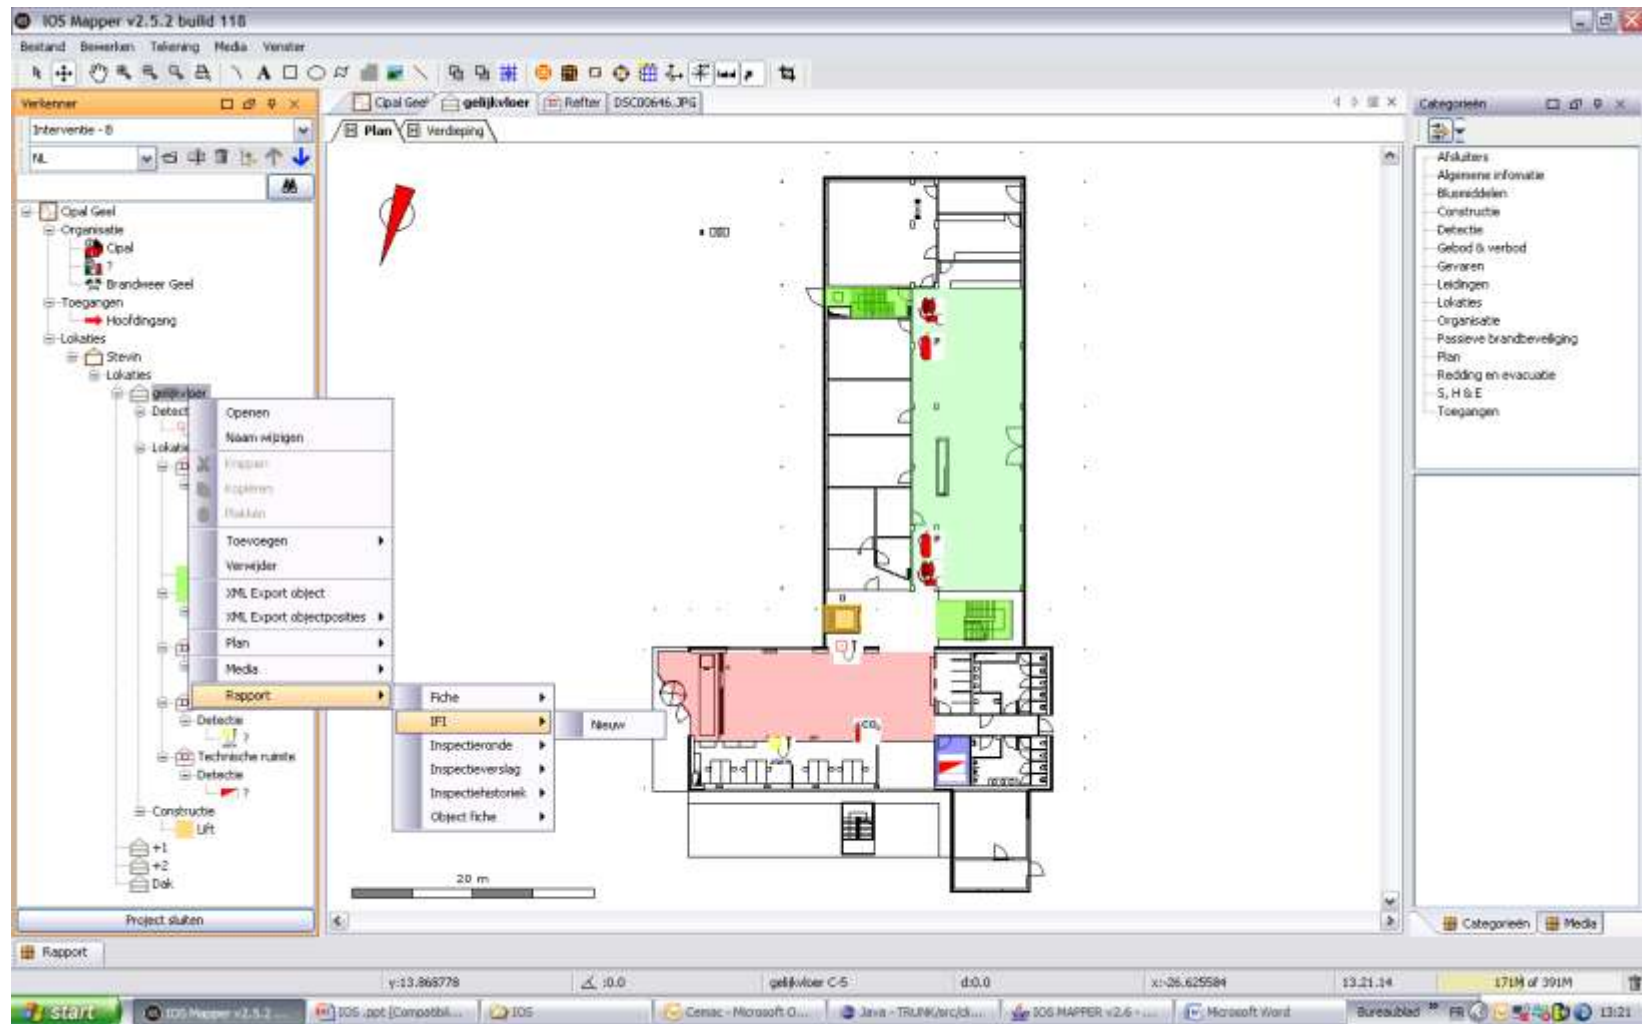 IOS Mapper v2.5.2 build 118
Bestand Bewerken Tekening Media Venster
Verkenner
Interventie - B
NL
Cipal Geel
Organisatie
Cipal
?
Brandweer Geel
Toegangen
Hoofdingang
Lokaties
Stevin
Lokaties
gelijkvloer
Detect
Lokatie
Detectie
?
Technische ruimte
Detectie
?
Constructie
Lift
+1
+2
Dak
Project sluiten
Openen
Naam wijzigen
Knippen
Kopiëren
Plakken
Toevoegen
Verwijder
XML Export object
XML Export objectposities
Plan
Media
Rapport
Fiche
IFI
Inspectieronde
Inspectieverslag
Inspectiehistoriek
Object fiche
Nieuw
Cipal Geel gelijkvloer Refter DSC00646.JPG
Plan Verdieping
P
P
CO2
20 m
Categorieën
Afsluiters
Algemene infomatie
Blusmiddelen
Constructie
Detectie
Gebod & verbod
Gevaren
Leidingen
Lokaties
Organisatie
Passieve brandbeveiliging
Plan
Redding en evacuatie
S, H & E
Toegangen
Categorieën Media
Rapport
y:13.868778 :0.0 gelijkvloer C-5 d:0.0 x:-26.625584 13.21.14 171M of 391M
start IOS Mapper v2.5.2 ... IOS .ppt [Compatibil... IOS Cemac - Microsoft O... Java - TRUNK/src/di... IOS MAPPER v2.6 - ... Microsoft Word Bureaublad » FR 13:21